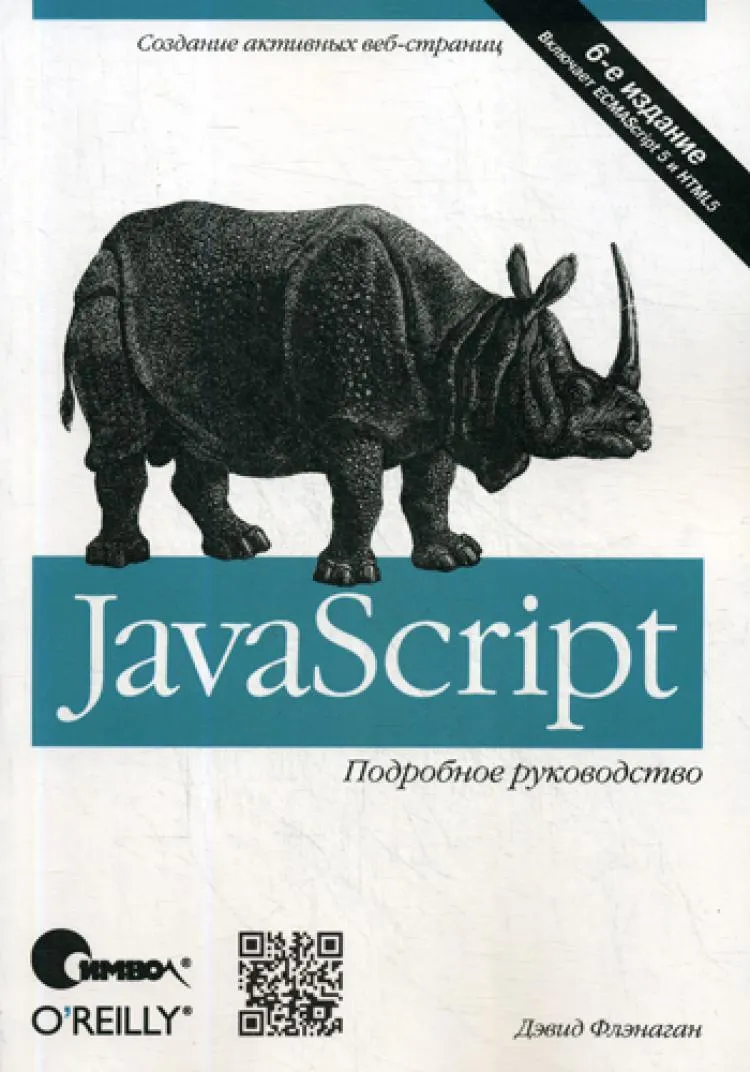 Создание активных веб-страниц
6-е издание
Включает ECMAScript 5 и HTML5
JavaScript
Подробное руководство
Символ®
O'REILLY®
Дэвид Флэнаган